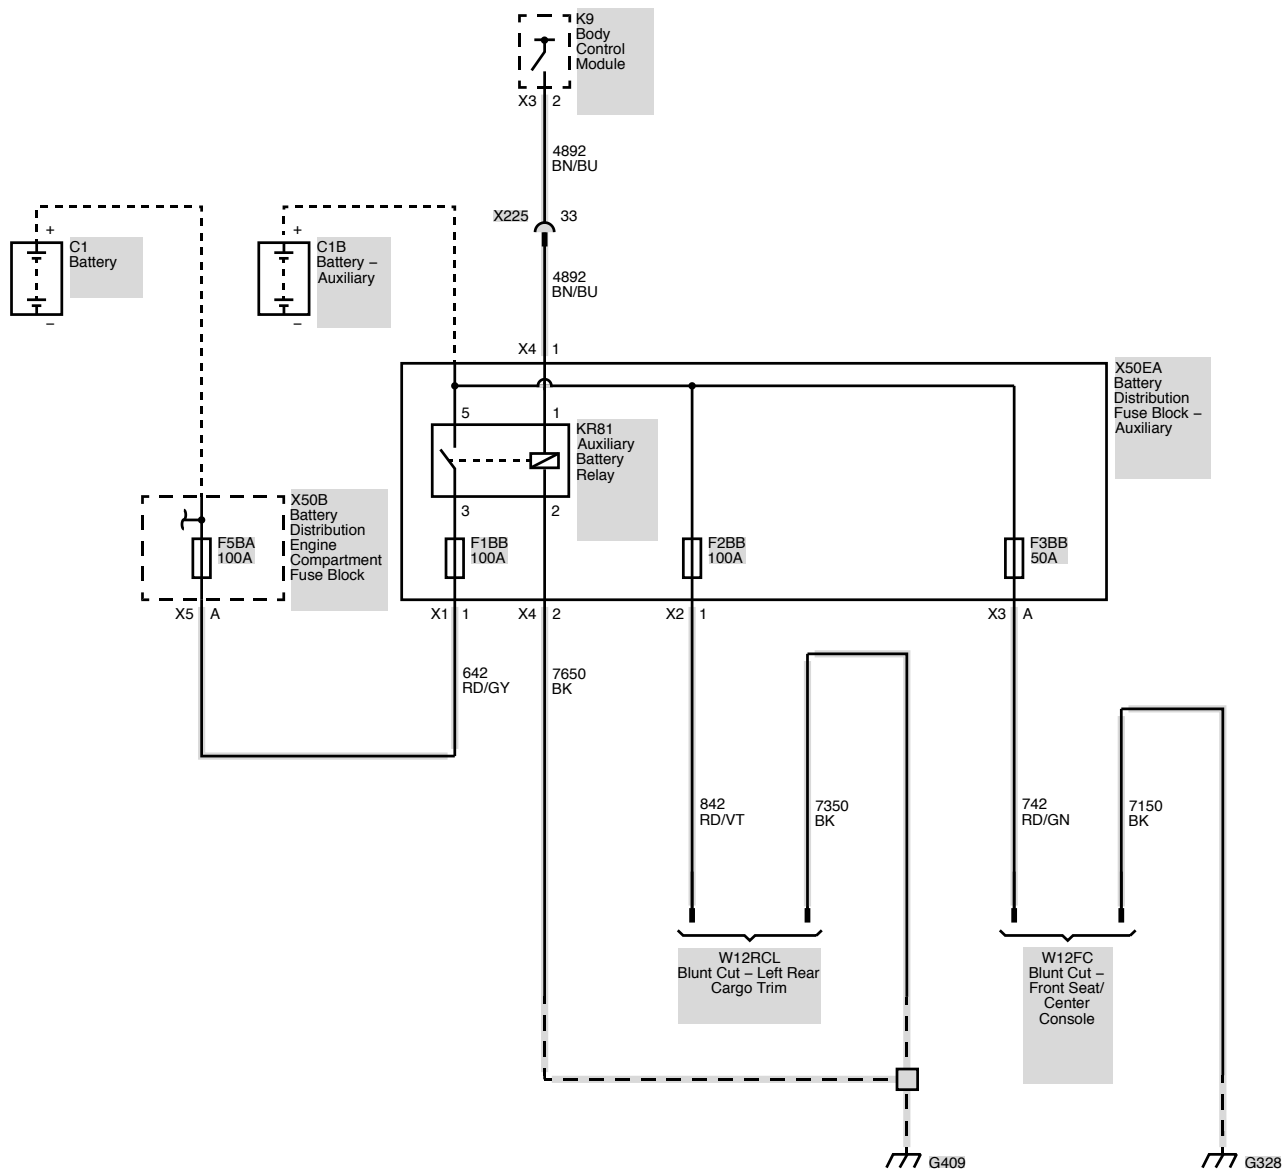 K9
Body
Control
Module
X3 2
4892
BN/BU
X225 33
+
C1
Battery
–
+
C1B
Battery –
Auxiliary
–
4892
BN/BU
X4 1
X50EA
Battery
Distribution
Fuse Block –
Auxiliary
5 1
KR81
Auxiliary
Battery
Relay
3 2
X50B
Battery
Distribution
Engine
Compartment
Fuse Block
F5BA
100A
F1BB
100A
F2BB
100A
F3BB
50A
X5 A
X1 1
X4 2
X2 1
X3 A
642
RD/GY
7650
BK
842
RD/VT
7350
BK
742
RD/GN
7150
BK
W12RCL
Blunt Cut – Left Rear
Cargo Trim
W12FC
Blunt Cut –
Front Seat/
Center
Console
G409
G328